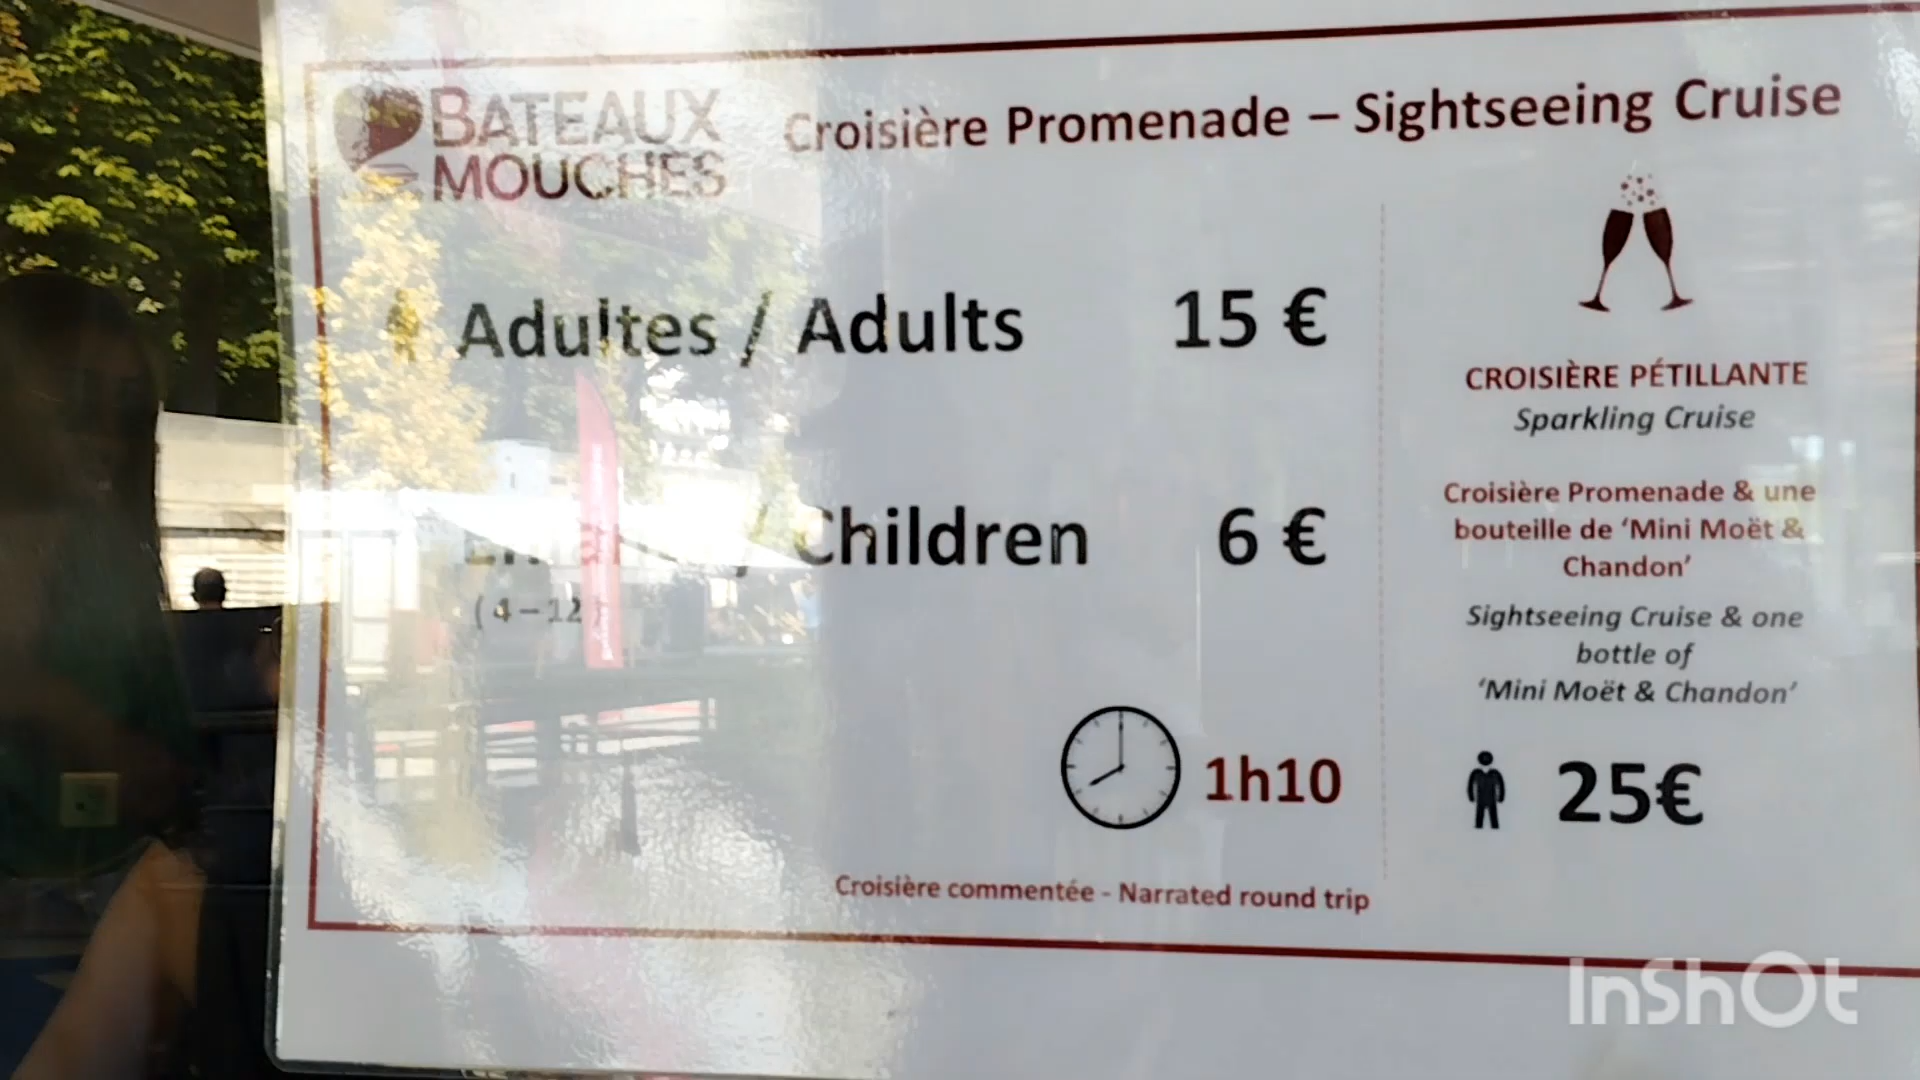 BATEAUX
MOUCHES
Croisière Promenade – Sightseeing Cruise
Adultes / Adults 15 €
Children 6 €
(4–12)
1h10
Croisière commentée - Narrated round trip
CROISIÈRE PÉTILLANTE
Sparkling Cruise
Croisière Promenade & une
bouteille de ‘Mini Moët &
Chandon’
Sightseeing Cruise & one
bottle of
‘Mini Moët & Chandon’
25€
InShOt